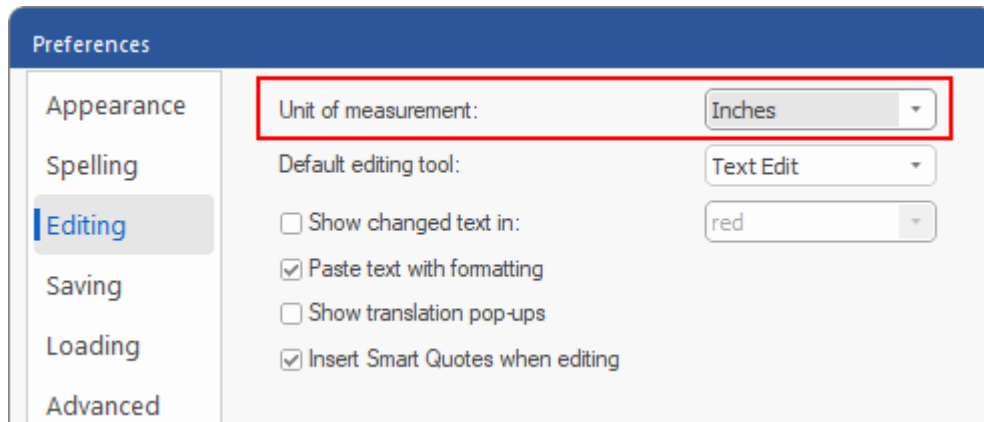 Preferences
Appearance
Spelling
Editing
Saving
Loading
Advanced
Unit of measurement: Inches
Default editing tool: Text Edit
Show changed text in: red
Paste text with formatting
Show translation pop-ups
Insert Smart Quotes when editing